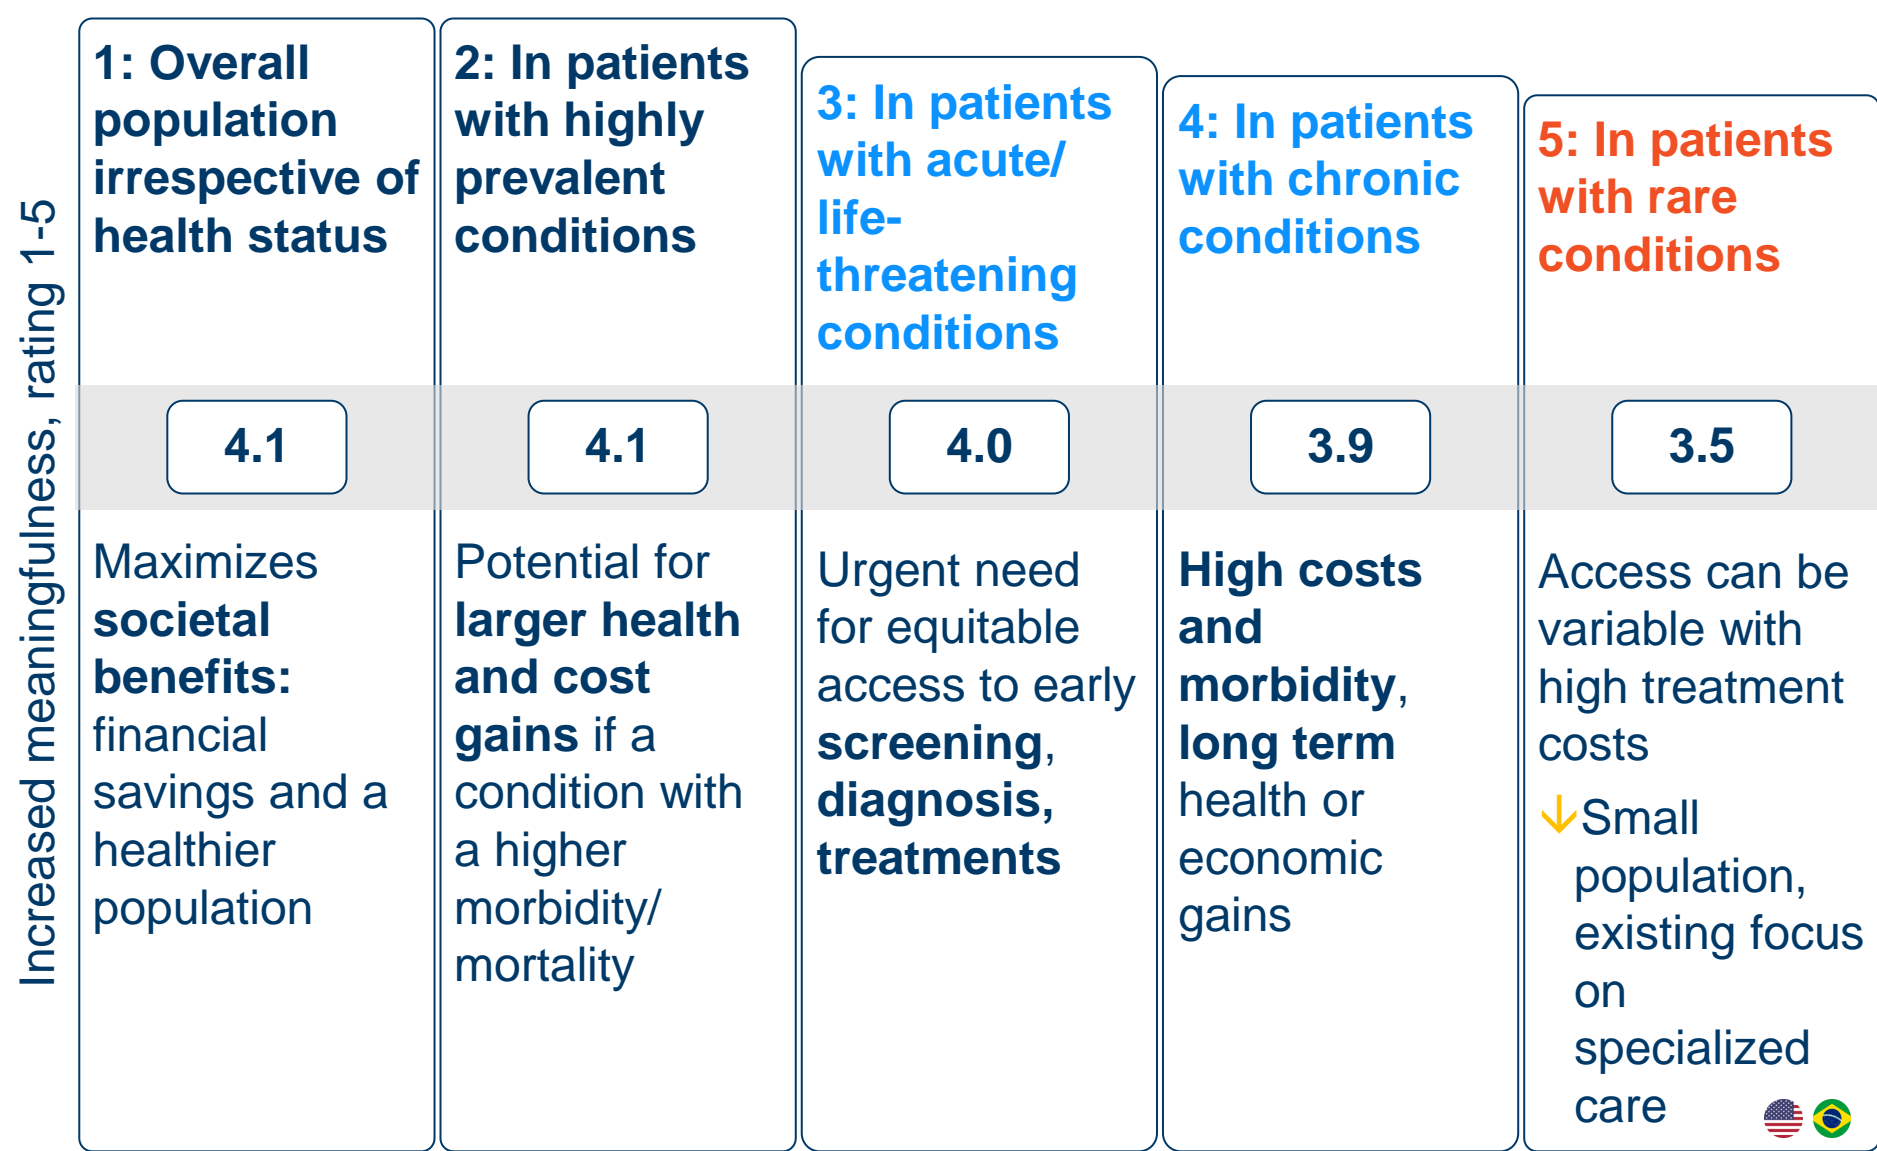 Increased meaningfulness, rating 1-5
1: Overall
population
irrespective of
health status
4.1
Maximizes
societal
benefits:
financial
savings and a
healthier
population
2: In patients
with highly
prevalent
conditions
4.1
Potential for
larger health
and cost
gains if a
condition with
a higher
morbidity/
mortality
3: In patients
with acute/
life-
threatening
conditions
4.0
Urgent need
for equitable
access to early
screening,
diagnosis,
treatments
4: In patients
with chronic
conditions
3.9
High costs
and
morbidity,
long term
health or
economic
gains
5: In patients
with rare
conditions
3.5
Access can be
variable with
high treatment
costs
↓Small
population,
existing focus
on
specialized
care